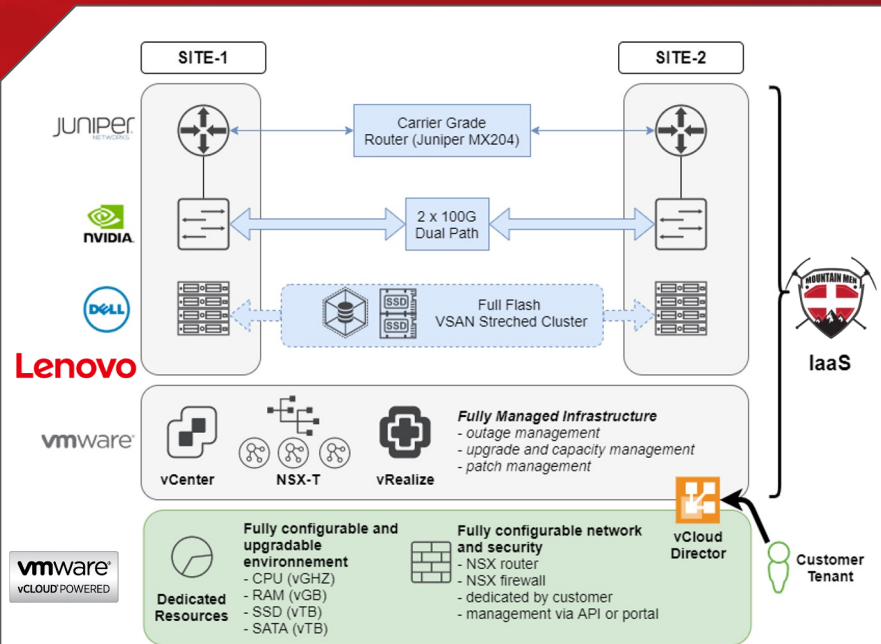 SITE-1
SITE-2
JUNIPER
NETWORKS
Carrier Grade
Router (Juniper MX204)
nVIDIA.
2 x 100G
Dual Path
DELL
SSD
SSD
Full Flash
VSAN Streched Cluster
MOUNTAIN MEN
IaaS
Lenovo
vmware®
vCenter
NSX-T
vRealize
Fully Managed Infrastructure
- outage management
- upgrade and capacity management
- patch management
vCloud
Director
Customer
Tenant
vmware®
vCLOUD® POWERED
Dedicated
Resources
Fully configurable and
upgradable
environnement
- CPU (vGHZ)
- RAM (vGB)
- SSD (vTB)
- SATA (vTB)
Fully configurable network
and security
- NSX router
- NSX firewall
- dedicated by customer
- management via API or portal